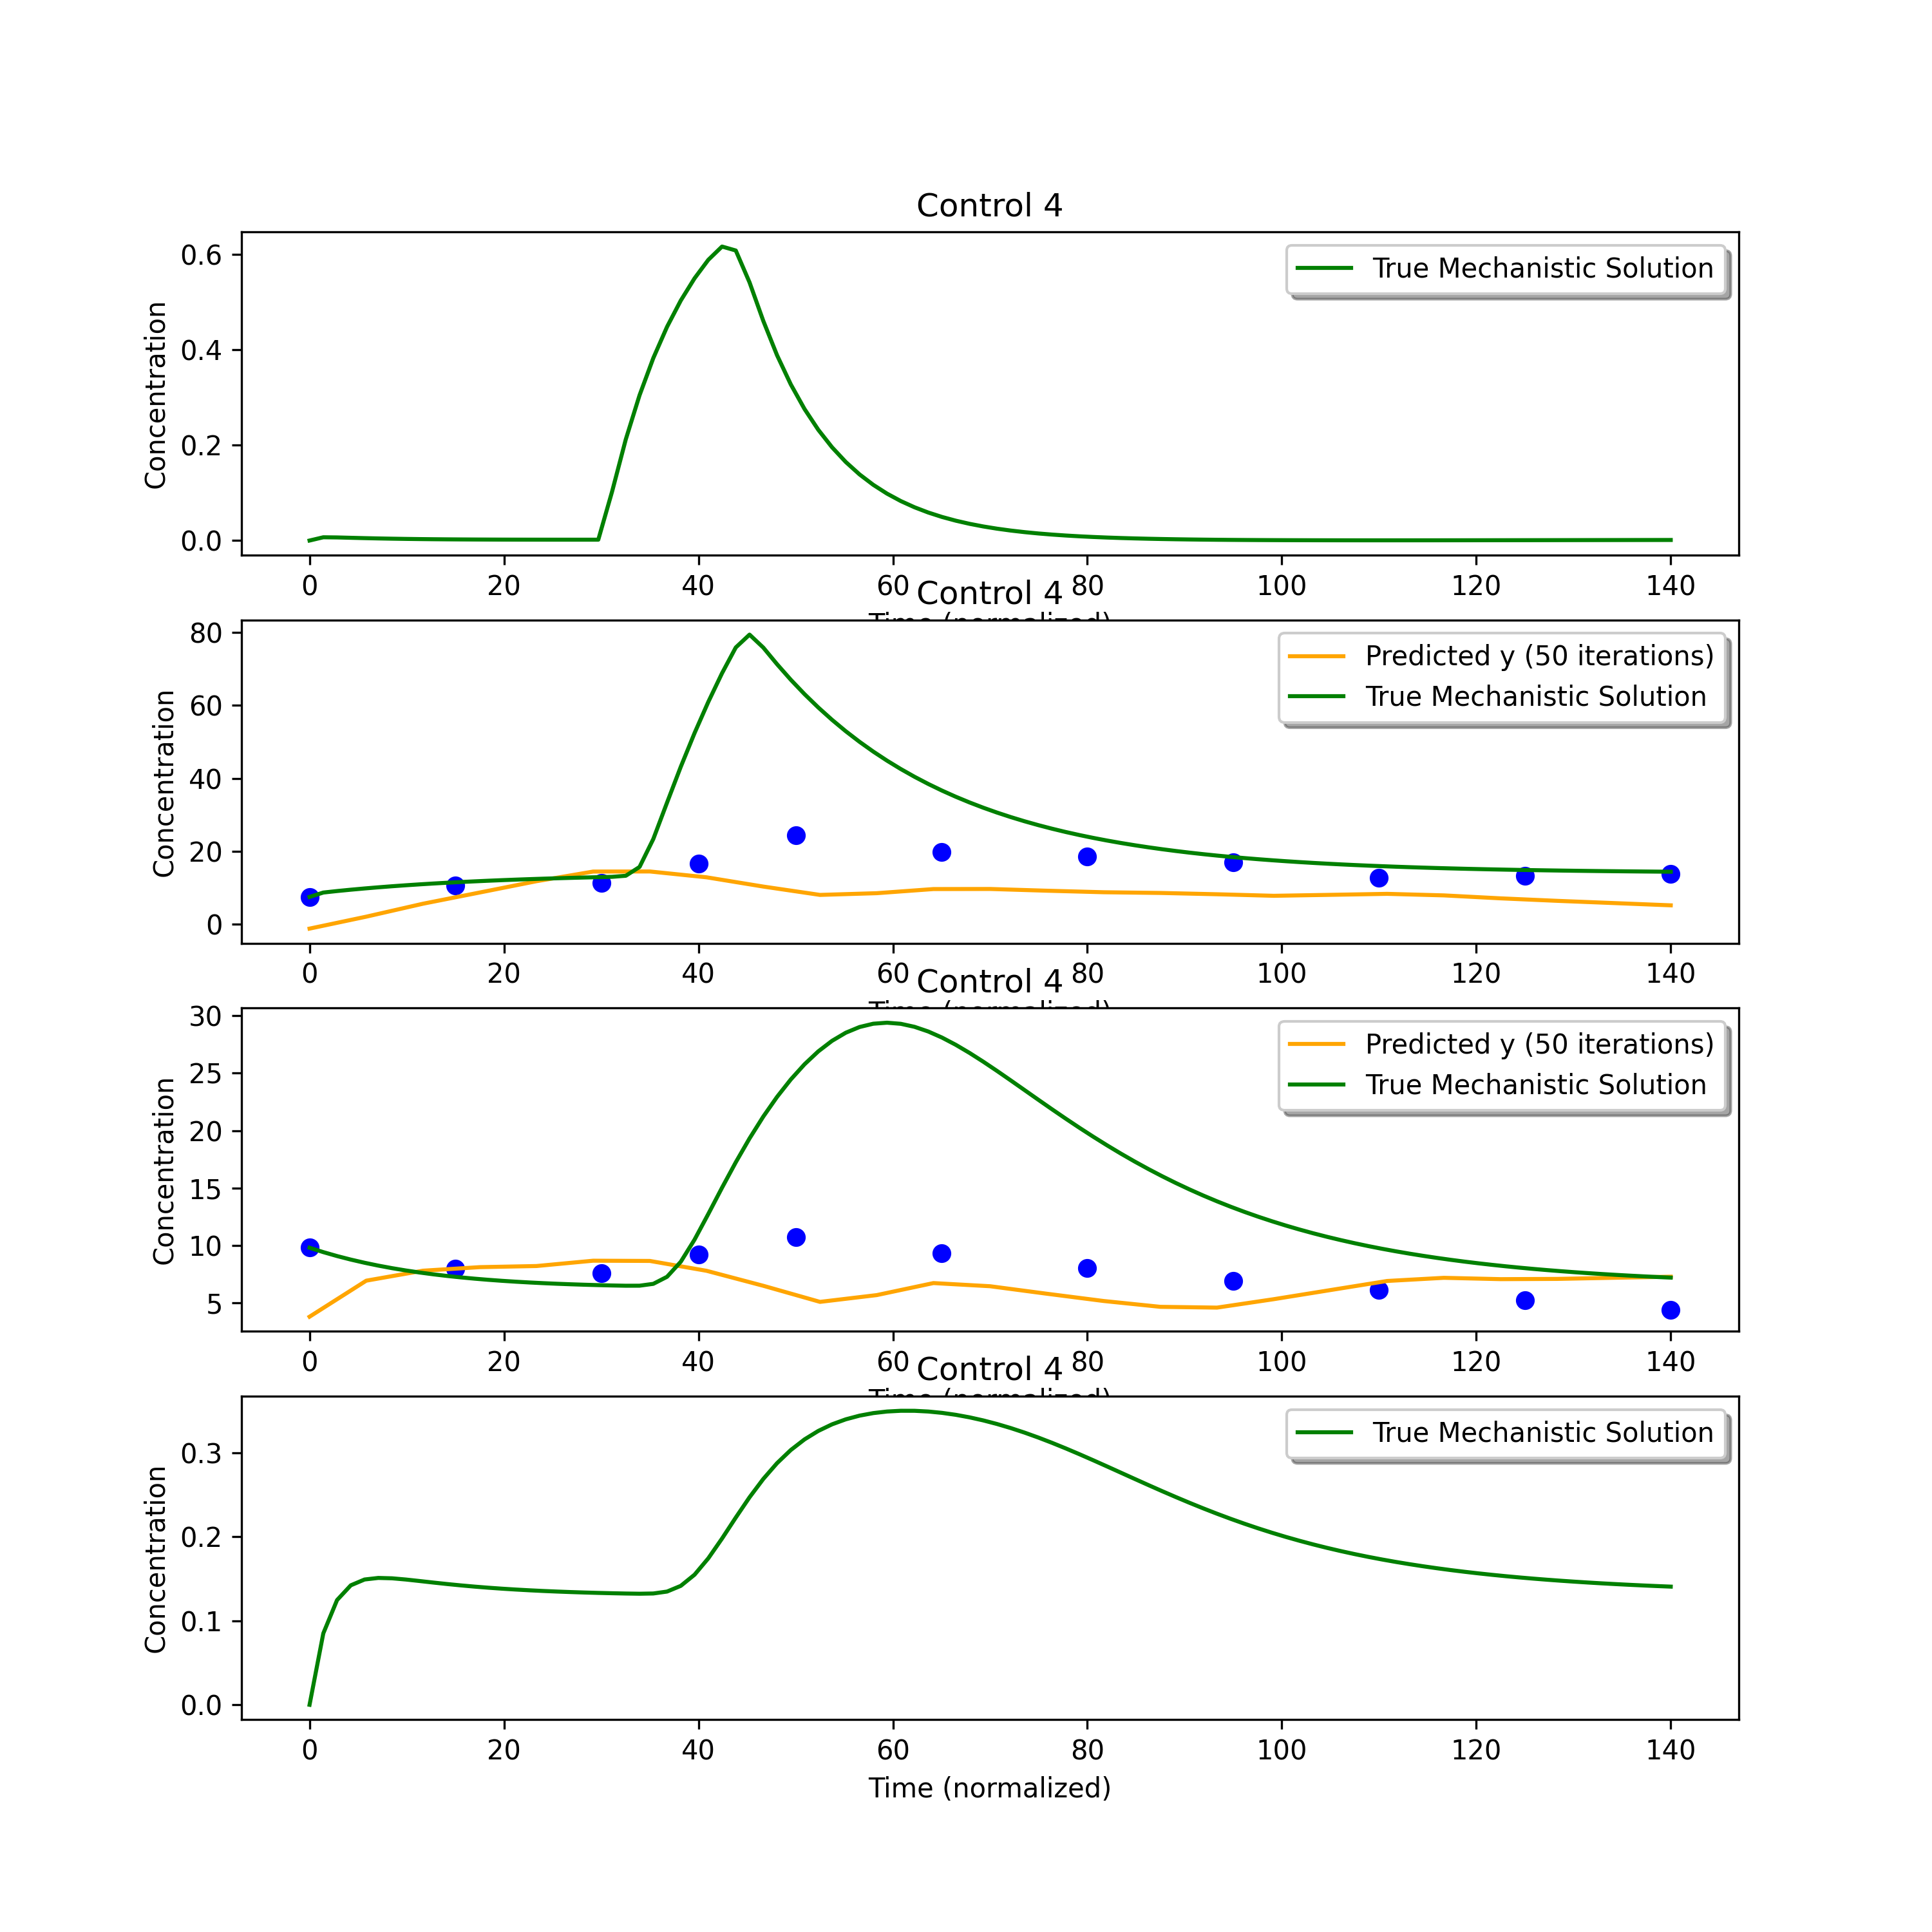 Control 4
Concentration
0.6
0.4
0.2
0.0
True Mechanistic Solution
0 20 40 60 80 100 120 140
Control 4
Concentration
80
60
40
20
0
Predicted y (50 iterations)
True Mechanistic Solution
0 20 40 60 80 100 120 140
Control 4
Concentration
30
25
20
15
10
5
Predicted y (50 iterations)
True Mechanistic Solution
0 20 40 60 80 100 120 140
Control 4
Concentration
0.3
0.2
0.1
0.0
True Mechanistic Solution
0 20 40 60 80 100 120 140
Time (normalized)